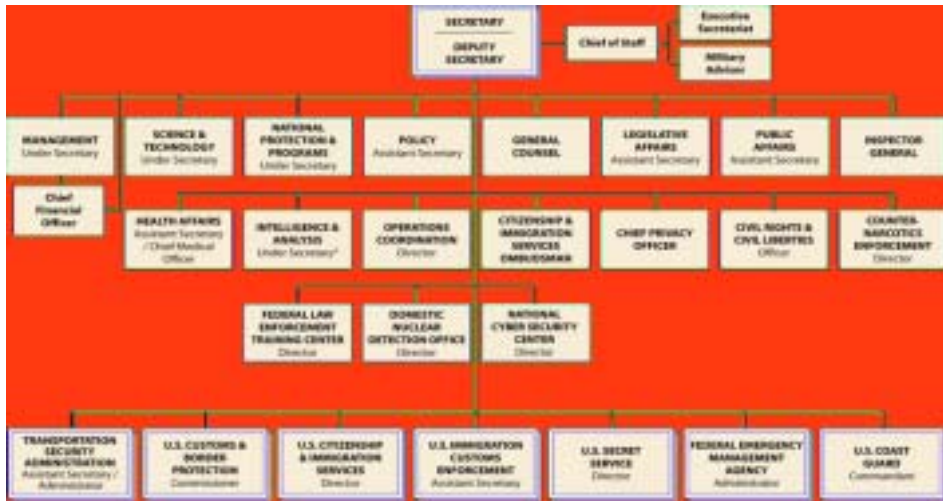 SECRETARY
DEPUTY
SECRETARY
Chief of Staff
Executive
Secretariat
Military
Advisor
MANAGEMENT
Under Secretary
SCIENCE &
TECHNOLOGY
Under Secretary
NATIONAL
PROTECTION &
PROGRAMS
Under Secretary
POLICY
Assistant Secretary
GENERAL
COUNSEL
LEGISLATIVE
AFFAIRS
Assistant Secretary
PUBLIC
AFFAIRS
Assistant Secretary
INSPECTOR
GENERAL
Chief
Financial
Officer
HEALTH AFFAIRS
Assistant Secretary
/ Chief Medical
Officer
INTELLIGENCE &
ANALYSIS
Under Secretary*
OPERATIONS
COORDINATION
Director
CITIZENSHIP &
IMMIGRATION
SERVICES
OMBUDSMAN
CHIEF PRIVACY
OFFICER
CIVIL RIGHTS &
CIVIL LIBERTIES
Officer
COUNTER-
NARCOTICS
ENFORCEMENT
Director
FEDERAL LAW
ENFORCEMENT
TRAINING CENTER
Director
DOMESTIC
NUCLEAR
DETECTION OFFICE
Director
NATIONAL
CYBER SECURITY
CENTER
Director
TRANSPORTATION
SECURITY
ADMINISTRATION
Assistant Secretary /
Administrator
U.S. CUSTOMS &
BORDER
PROTECTION
Commissioner
U.S. CITIZENSHIP
& IMMIGRATION
SERVICES
Director
U.S. IMMIGRATION
CUSTOMS
ENFORCEMENT
Assistant Secretary
U.S. SECRET
SERVICE
Director
FEDERAL EMERGENCY
MANAGEMENT
AGENCY
Administrator
U.S. COAST
GUARD
Commandant